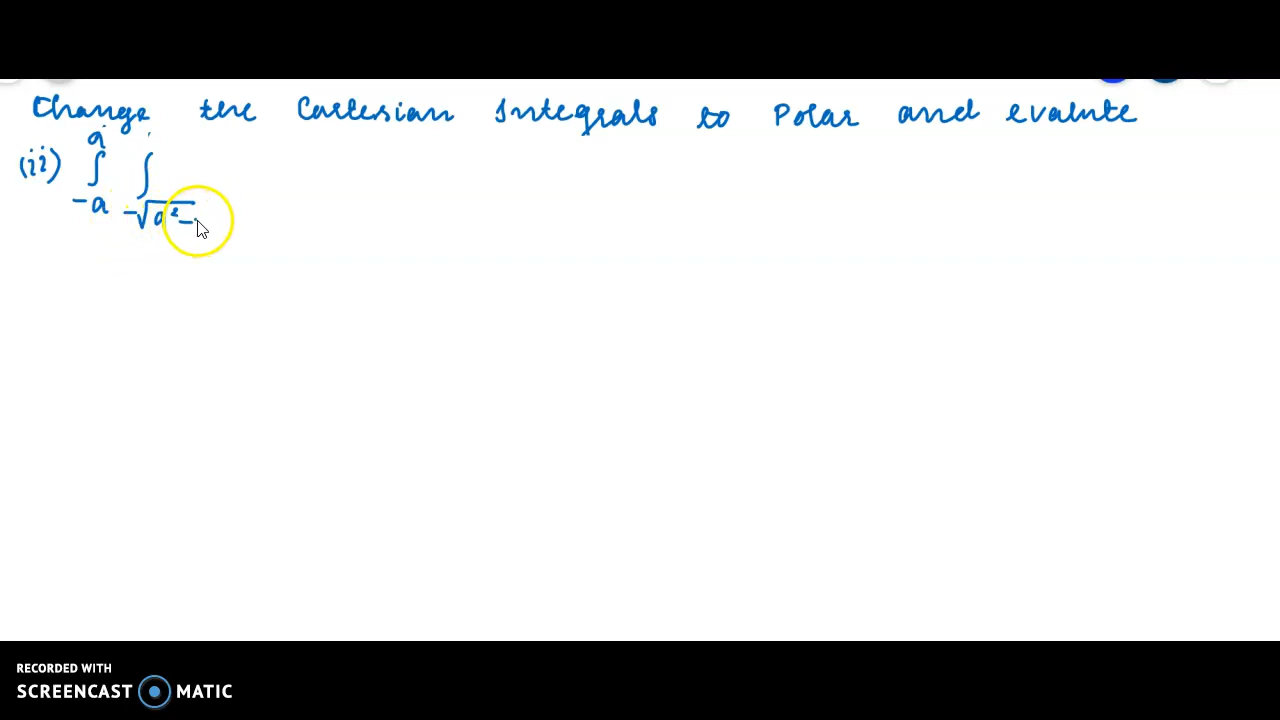 Change the Cartesian Integrals to Polar and evalute
(ii) ∫_{-a}^{a} ∫_{-√(a²-
RECORDED WITH
SCREENCAST MATIC